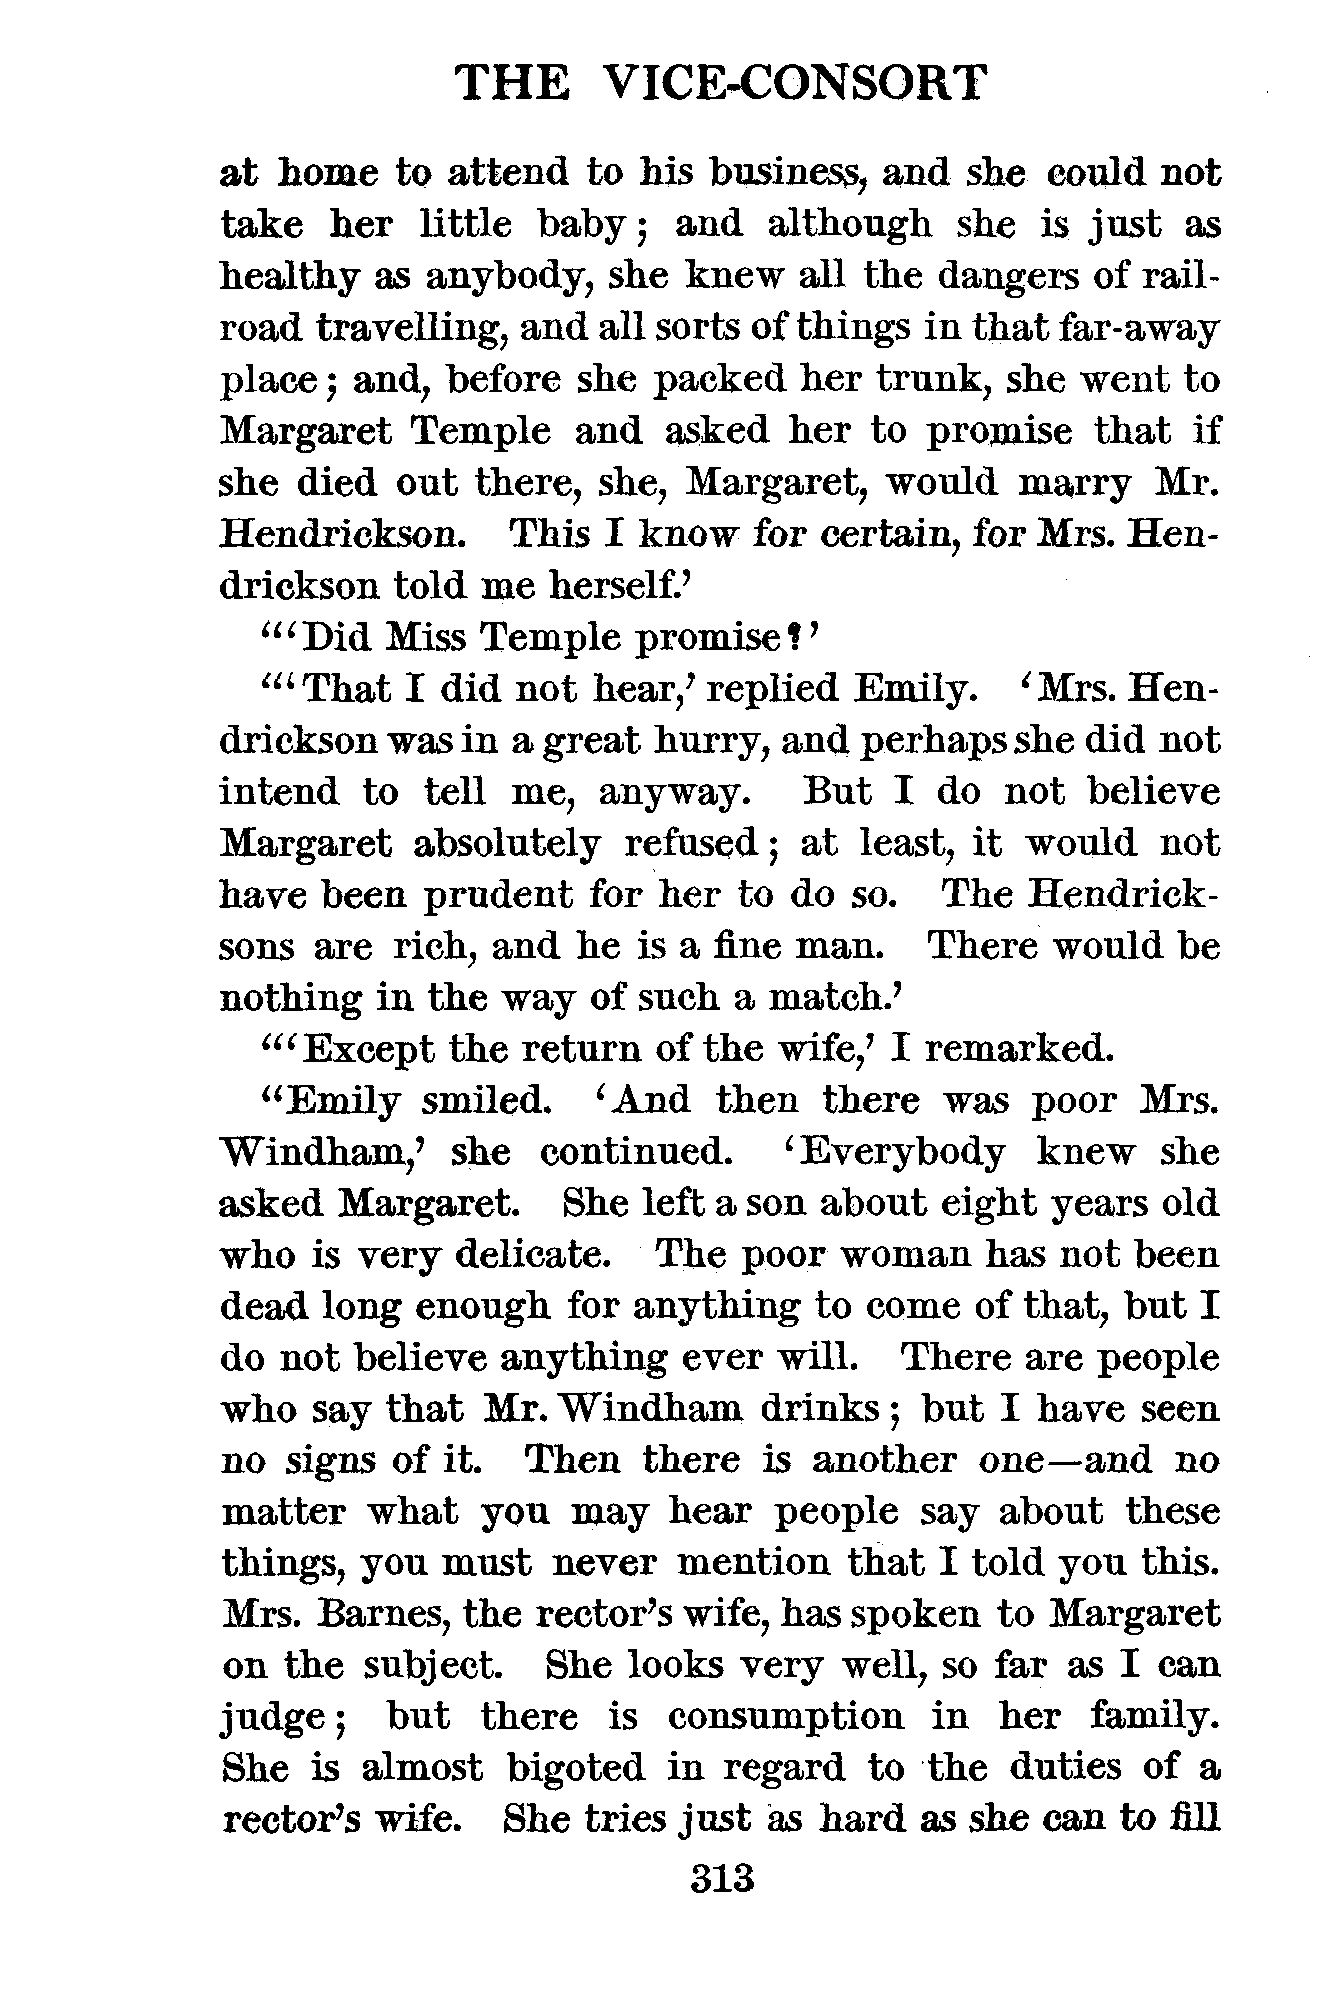 THE VICE-CONSORT
at home to attend to his business, and she could not
take her little baby; and although she is just as
healthy as anybody, she knew all the dangers of rail-
road travelling, and all sorts of things in that far-away
place; and, before she packed her trunk, she went to
Margaret Temple and asked her to promise that if
she died out there, she, Margaret, would marry Mr.
Hendrickson. This I know for certain, for Mrs. Hen-
drickson told me herself.’
“‘Did Miss Temple promise?’
“‘That I did not hear,’ replied Emily. ‘Mrs. Hen-
drickson was in a great hurry, and perhaps she did not
intend to tell me, anyway. But I do not believe
Margaret absolutely refused; at least, it would not
have been prudent for her to do so. The Hendrick-
sons are rich, and he is a fine man. There would be
nothing in the way of such a match.’
“‘Except the return of the wife,’ I remarked.
“Emily smiled. ‘And then there was poor Mrs.
Windham,’ she continued. ‘Everybody knew she
asked Margaret. She left a son about eight years old
who is very delicate. The poor woman has not been
dead long enough for anything to come of that, but I
do not believe anything ever will. There are people
who say that Mr. Windham drinks; but I have seen
no signs of it. Then there is another one—and no
matter what you may hear people say about these
things, you must never mention that I told you this.
Mrs. Barnes, the rector’s wife, has spoken to Margaret
on the subject. She looks very well, so far as I can
judge; but there is consumption in her family.
She is almost bigoted in regard to the duties of a
rector’s wife. She tries just as hard as she can to fill
313